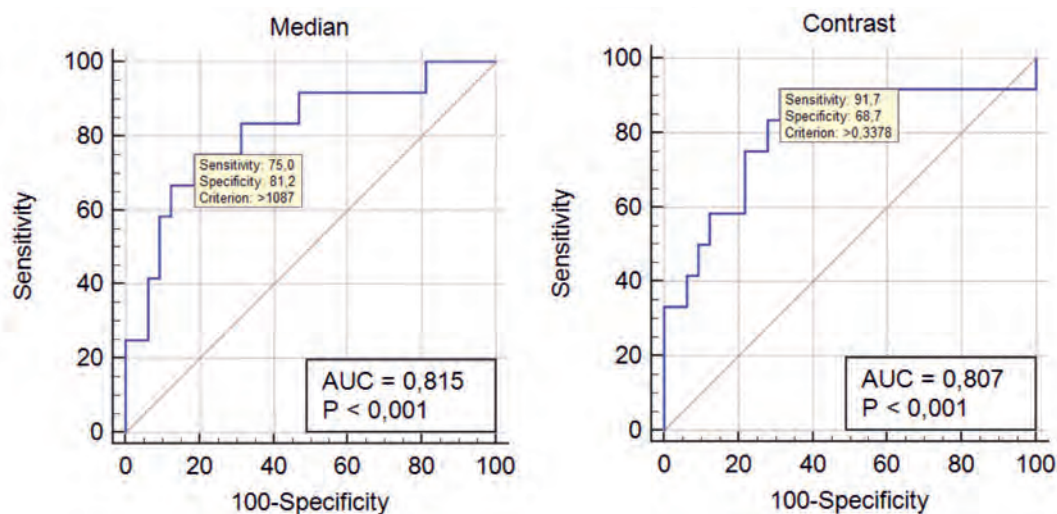 Median
100
80
60
40
20
0
Sensitivity
Sensitivity: 75,0
Specificity: 81,2
Criterion: >1087
AUC = 0,815
P < 0,001
0 20 40 60 80 100
100-Specificity
Contrast
100
80
60
40
20
0
Sensitivity
Sensitivity: 91,7
Specificity: 68,7
Criterion: >0,3378
AUC = 0,807
P < 0,001
0 20 40 60 80 100
100-Specificity